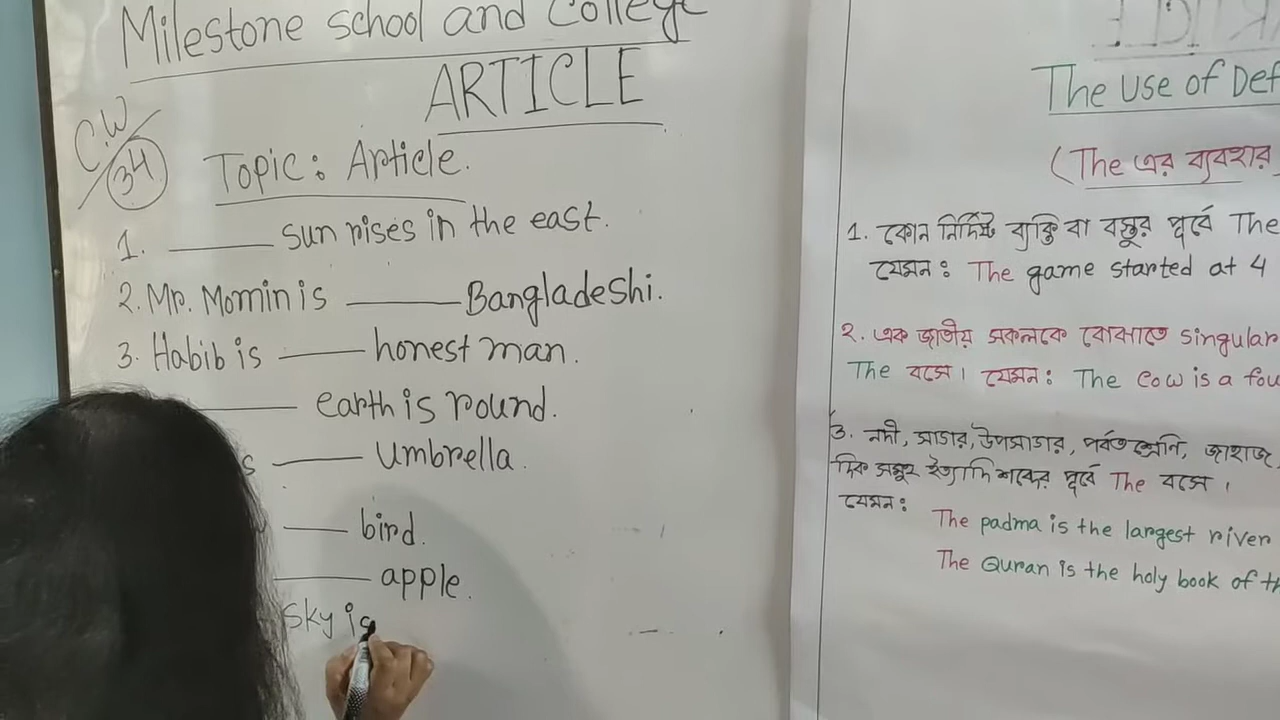 Milestone school and College
ARTICLE
C.W
34
Topic: Article.
1. ______ sun rises in the east.
2. Mr. Momin is ______ Bangladeshi.
3. Habib is ______ honest man.
______ earth is round.
s ______ umbrella.
______ bird.
______ apple.
Sky is
The Use of Def
(The এর ব্যবহার)
1. কোন নির্দিষ্ট ব্যক্তি বা বস্তুর পূর্বে The
যেমন: The game started at 4
২. এক জাতীয় সকলকে বোঝাতে singular
The বসে। যেমন: The cow is a fou
৩. নদী, সাগর, উপসাগর, পর্বতশ্রেণি, জাহাজ,
দিক সমূহ ইত্যাদি শব্দের পূর্বে The বসে।
যেমন:
The padma is the largest river
The Quran is the holy book of th